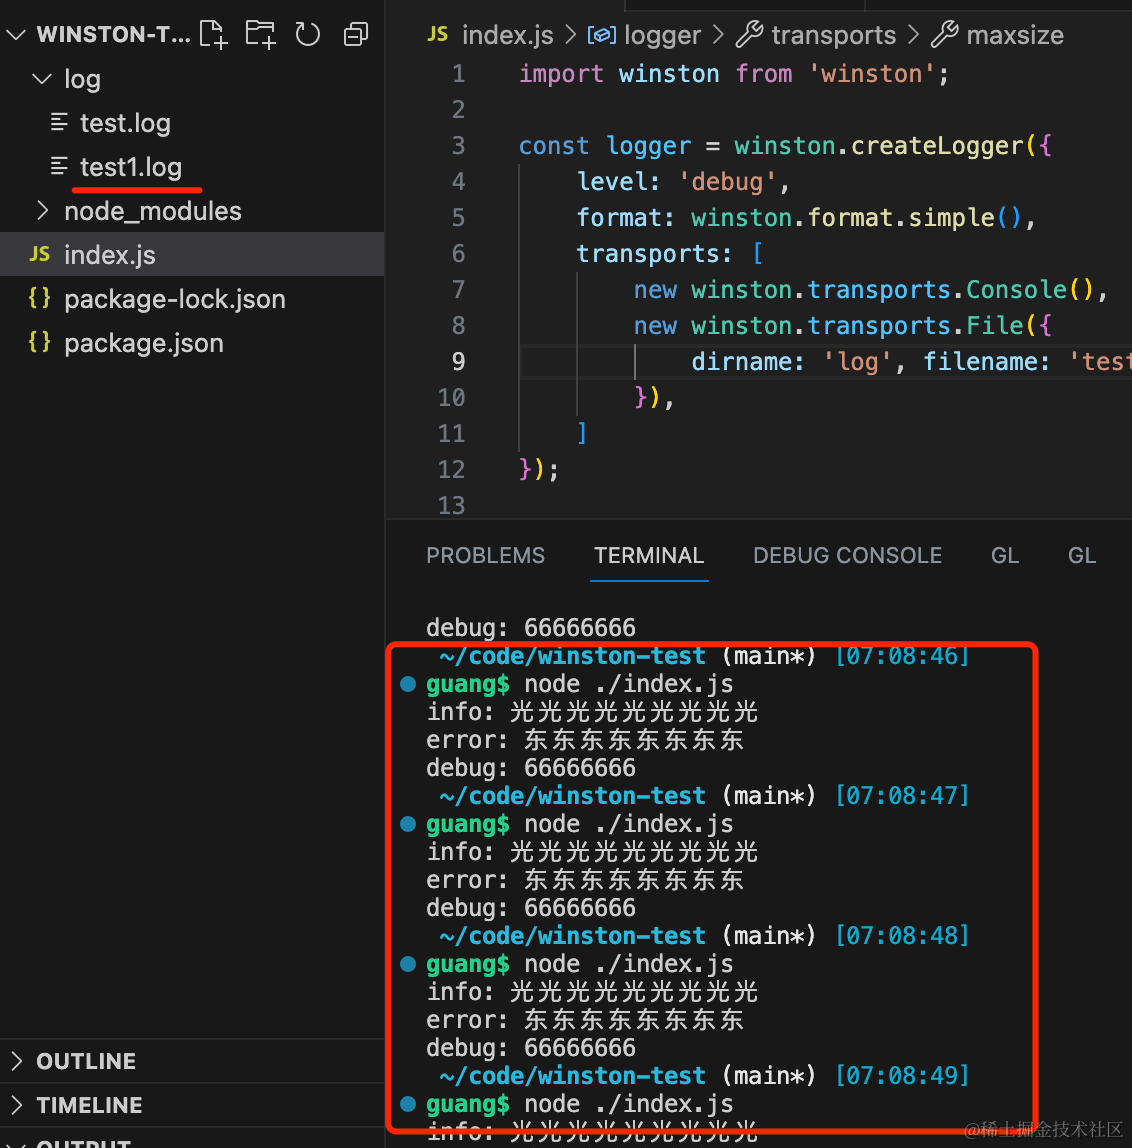 WINSTON-T...
log
test.log
test1.log
node_modules
JS index.js
{} package-lock.json
{} package.json
OUTLINE
TIMELINE
OUTPUT
JS index.js > logger > transports > maxsize
1 import winston from 'winston';
2
3 const logger = winston.createLogger({
4 level: 'debug',
5 format: winston.format.simple(),
6 transports: [
7 new winston.transports.Console(),
8 new winston.transports.File({
9 dirname: 'log', filename: 'test
10 }),
11 ]
12 });
13
PROBLEMS TERMINAL DEBUG CONSOLE GL GL
debug: 66666666
~/code/winston-test (main*) [07:08:46]
guang$ node ./index.js
info: 光光光光光光光光光
error: 东东东东东东东东
debug: 66666666
~/code/winston-test (main*) [07:08:47]
guang$ node ./index.js
info: 光光光光光光光光光
error: 东东东东东东东东
debug: 66666666
~/code/winston-test (main*) [07:08:48]
guang$ node ./index.js
info: 光光光光光光光光光
error: 东东东东东东东东
debug: 66666666
~/code/winston-test (main*) [07:08:49]
guang$ node ./index.js
info: 光光光光光光光光光
@稀土掘金技术社区